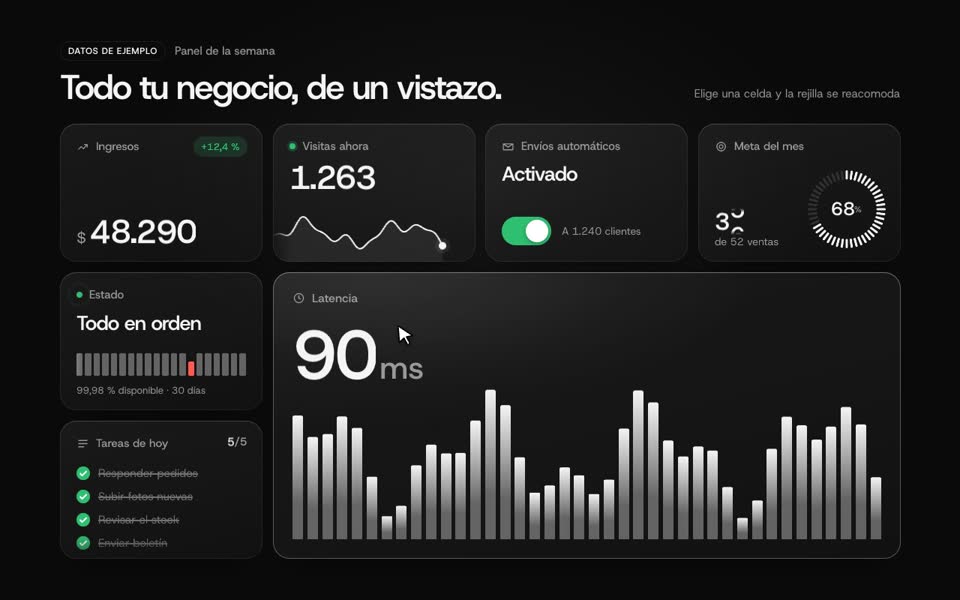 DATOS DE EJEMPLO Panel de la semana
Todo tu negocio, de un vistazo.
Elige una celda y la rejilla se reacomoda
Ingresos +12,4 %
$ 48.290
Visitas ahora
1.263
Envíos automáticos
Activado
A 1.240 clientes
Meta del mes
de 52 ventas
68%
Estado
Todo en orden
99,98 % disponible · 30 días
Latencia
90 ms
Tareas de hoy 5/5
Responder pedidos
Subir fotos nuevas
Revisar el stock
Enviar boletín